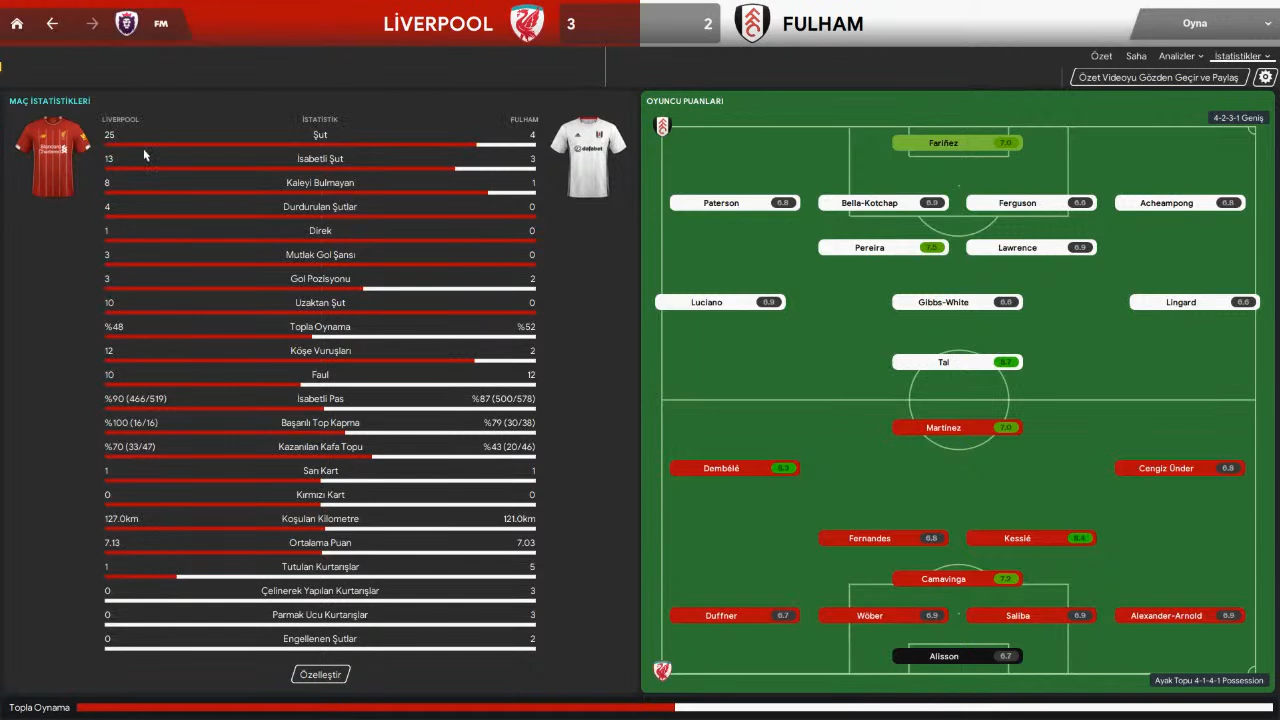 FM
LİVERPOOL
3
2
FULHAM
Oyna
Özet Saha Analizler İstatistikler
Özet Videoyu Gözden Geçir ve Paylaş
MAÇ İSTATİSTİKLERİ
LİVERPOOL İSTATİSTİK FULHAM
25 Şut 4
13 İsabetli Şut 3
8 Kaleyi Bulmayan 1
4 Durdurulan Şutlar 0
1 Direk 0
3 Mutlak Gol Şansı 0
3 Gol Pozisyonu 2
10 Uzaktan Şut 0
%48 Topla Oynama %52
12 Köşe Vuruşları 2
10 Faul 12
%90 (466/519) İsabetli Pas %87 (500/578)
%100 (16/16) Başarılı Top Kapma %79 (30/38)
%70 (33/47) Kazanılan Kafa Topu %43 (20/46)
1 Sarı Kart 1
0 Kırmızı Kart 0
127.0km Koşulan Kilometre 121.0km
7.13 Ortalama Puan 7.03
1 Tutulan Kurtarışlar 5
0 Çelinerek Yapılan Kurtarışlar 3
0 Parmak Ucu Kurtarışlar 3
0 Engellenen Şutlar 2
Özelleştir
OYUNCU PUANLARI
4-2-3-1 Geniş
Fariñez 7.0
Paterson 6.8 Bella-Kotchap 6.9 Ferguson 6.6 Acheampong 6.8
Pereira Lawrence 6.9
Luciano 6.9 Gibbs-White 6.6 Lingard 6.6
Tai
Martínez 7.0
Dembélé Cengiz Ünder 6.8
Fernandes 6.8 Kessié
Camavinga
Duffner 6.7 Wöber 6.9 Saliba 6.9 Alexander-Arnold 6.9
Alisson 6.7
Ayak Topu 4-1-4-1 Possession
Topla Oynama